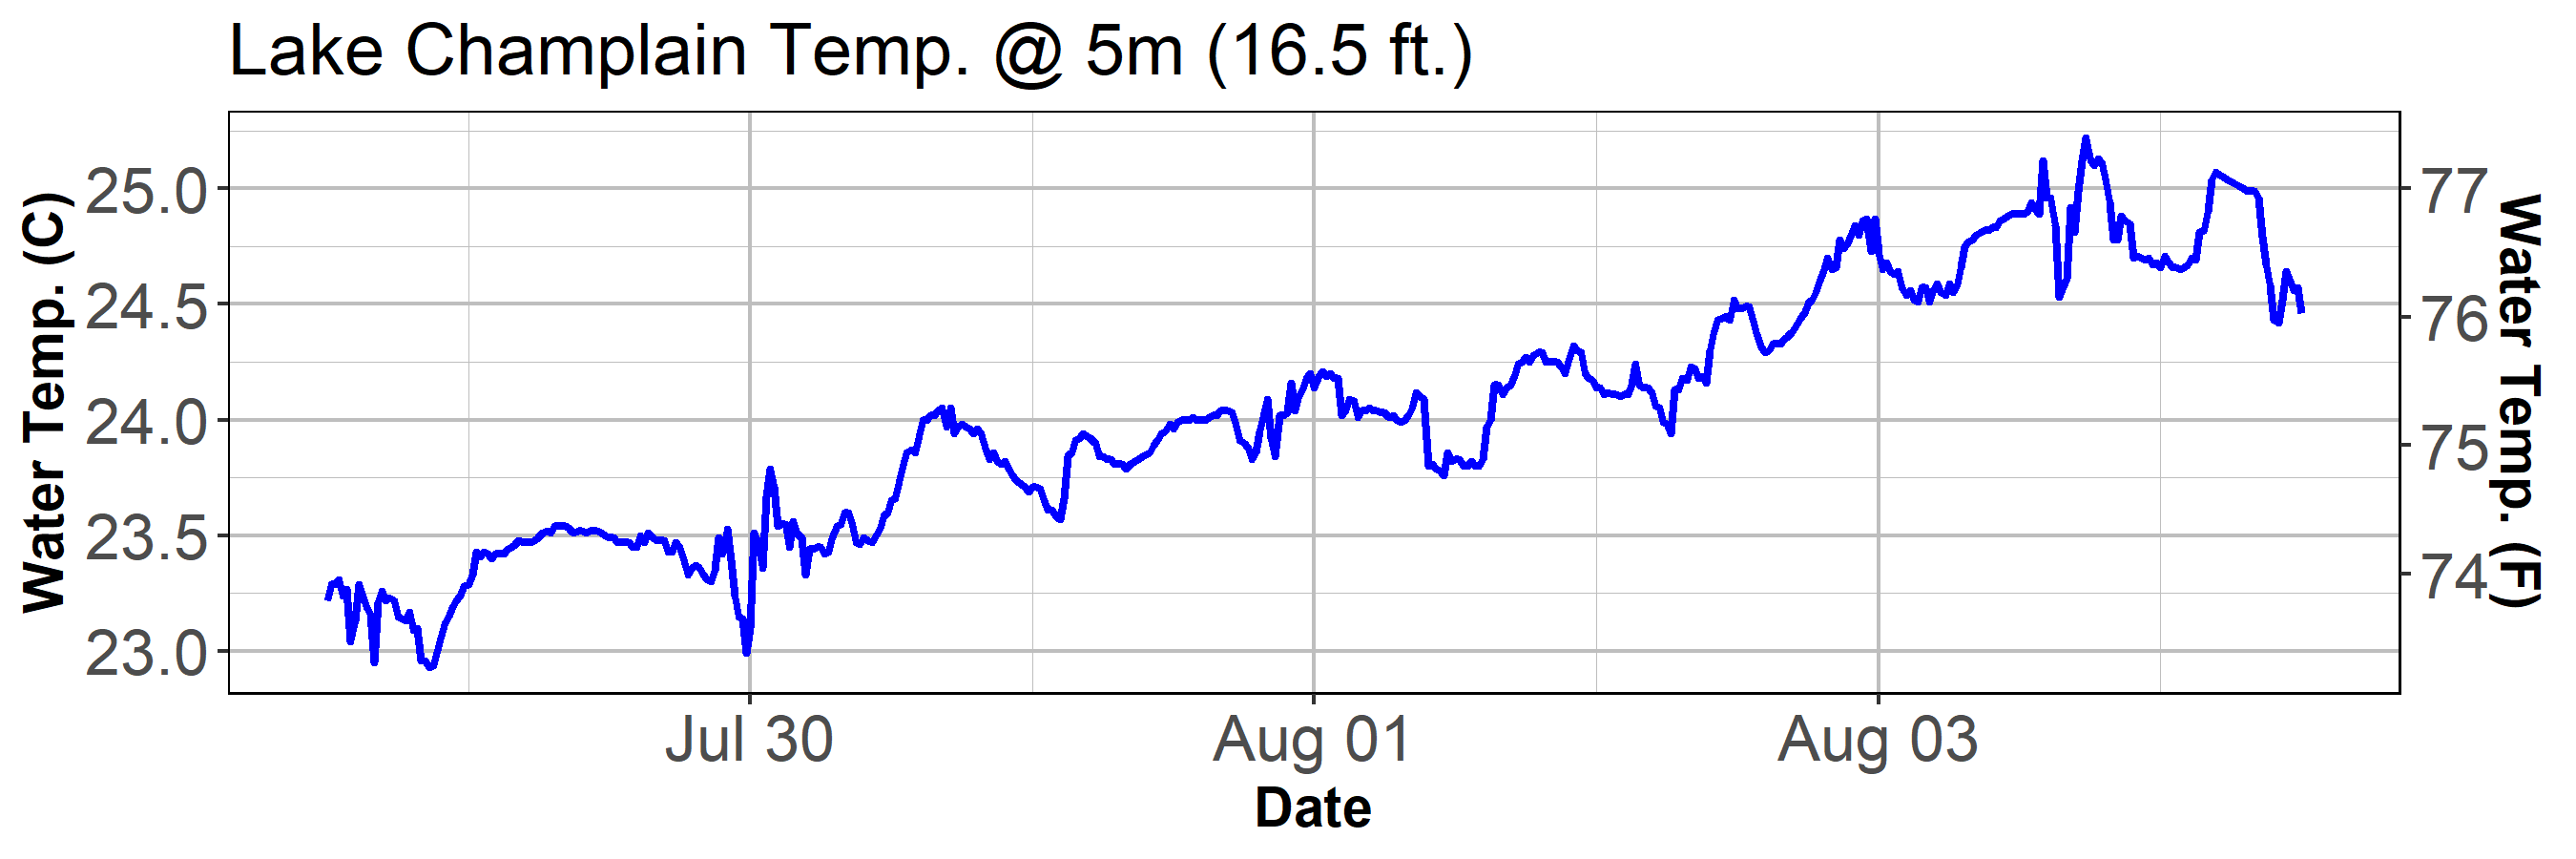 Lake Champlain Temp. @ 5m (16.5 ft.)
Water Temp. (C)
25.0
24.5
24.0
23.5
23.0
77
76
75
74
Water Temp. (F)
Jul 30
Aug 01
Aug 03
Date